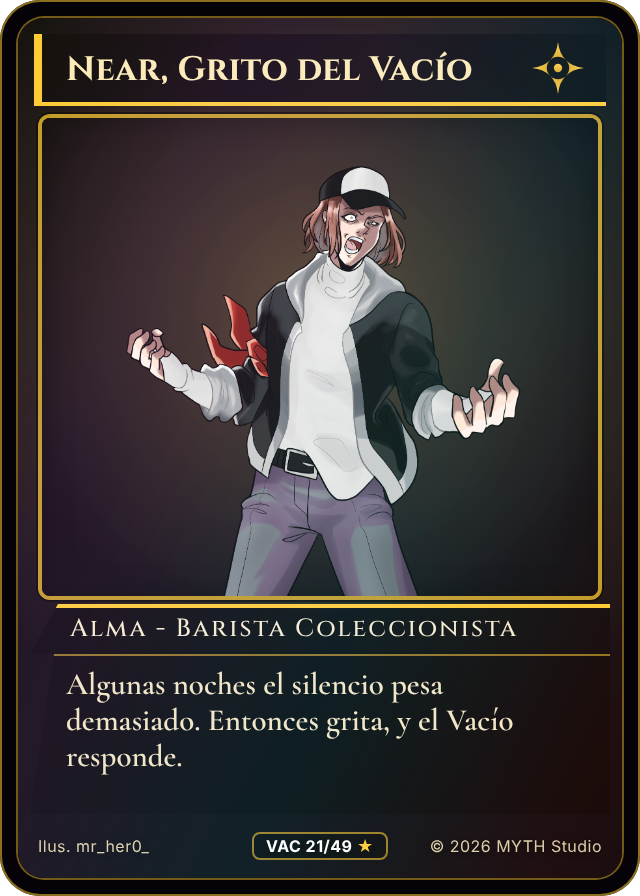 Near, Grito del Vacío
Alma - Barista Coleccionista
Algunas noches el silencio pesa
demasiado. Entonces grita, y el Vacío
responde.
Ilus. mr_her0_
VAC 21/49 ★
© 2026 MYTH Studio